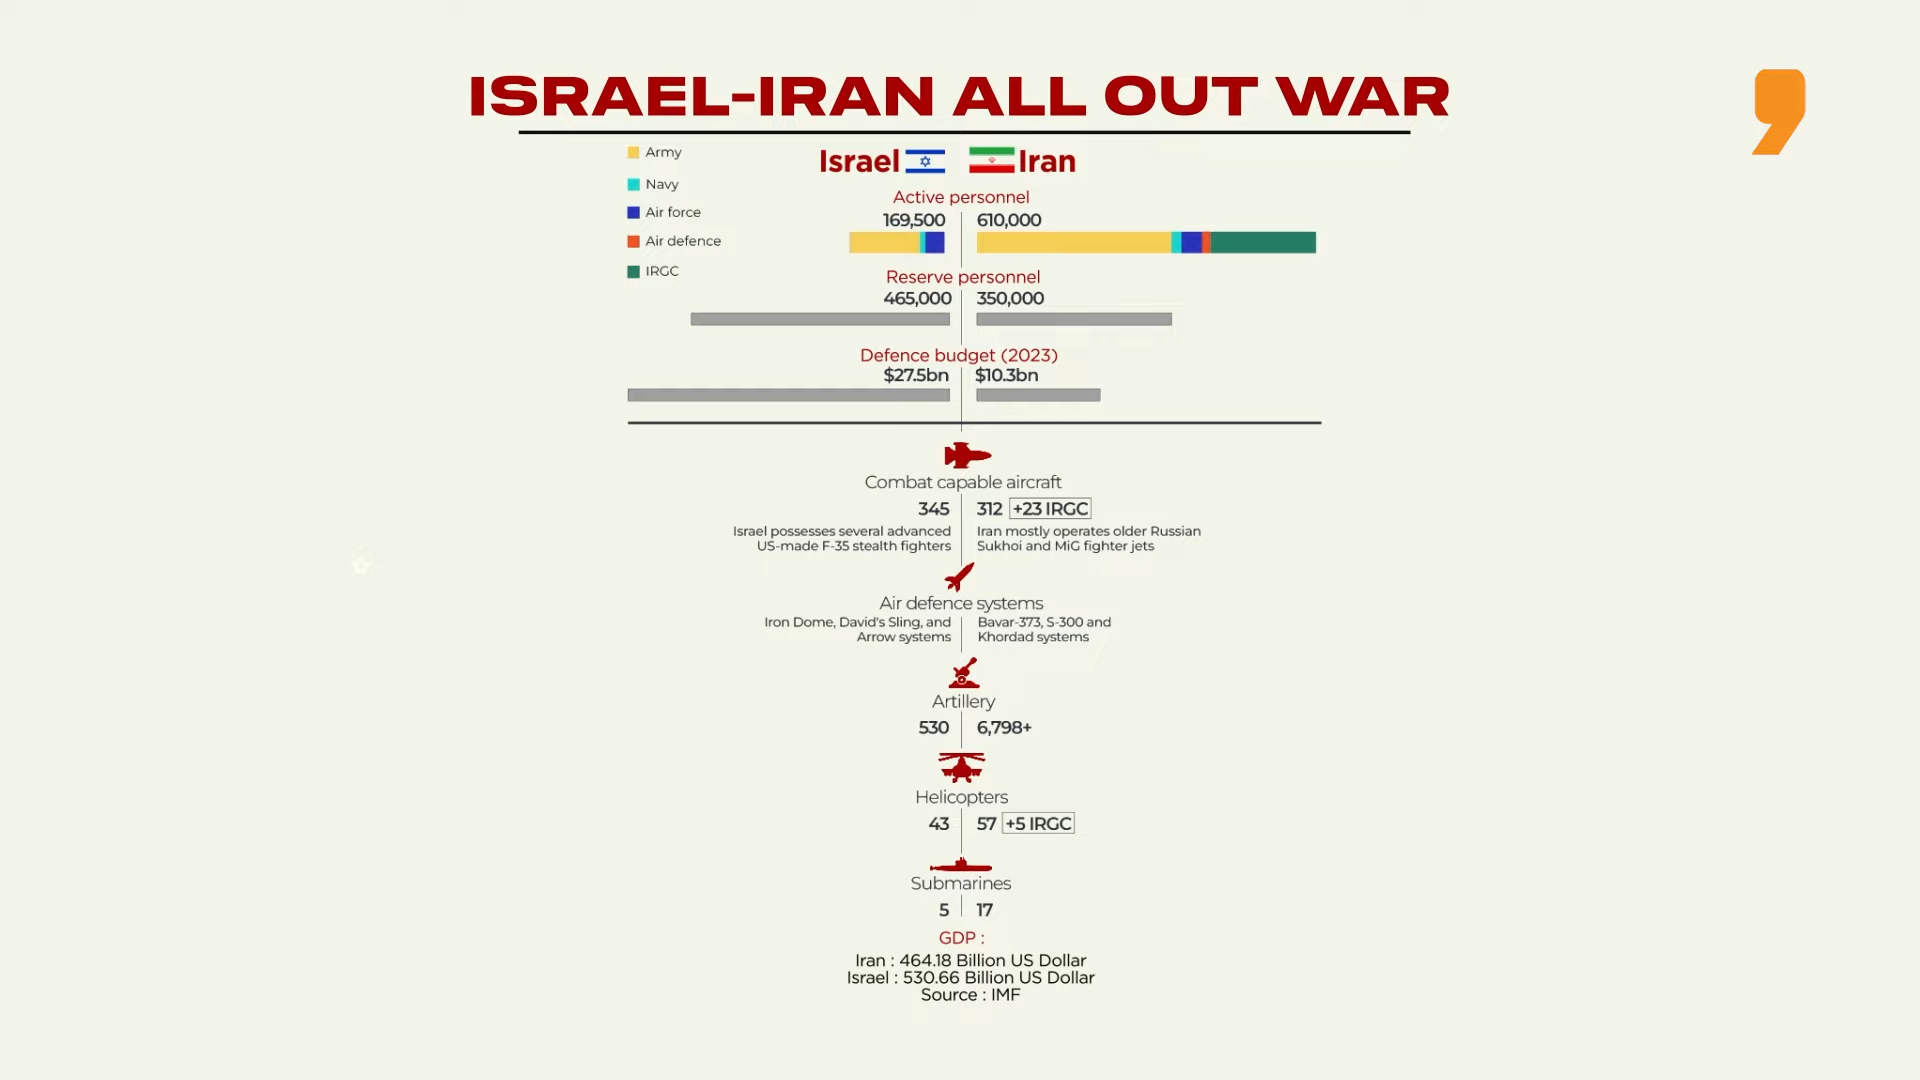 ISRAEL-IRAN ALL OUT WAR
Army
Navy
Air force
Air defence
IRGC
Israel Iran
Active personnel
169,500 610,000
Reserve personnel
465,000 350,000
Defence budget (2023)
$27.5bn $10.3bn
Combat capable aircraft
345 312 +23 IRGC
Israel possesses several advanced
US-made F-35 stealth fighters
Iran mostly operates older Russian
Sukhoi and MiG fighter jets
Air defence systems
Iron Dome, David's Sling, and
Arrow systems
Bavar-373, S-300 and
Khordad systems
Artillery
530 6,798+
Helicopters
43 57 +5 IRGC
Submarines
5 17
GDP :
Iran : 464.18 Billion US Dollar
Israel : 530.66 Billion US Dollar
Source : IMF